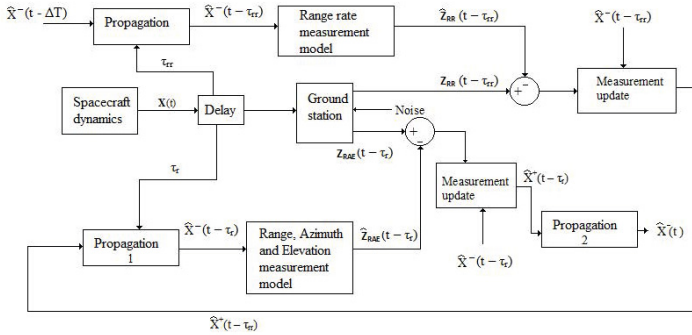 X̂⁻(t - ΔT)
Propagation
X̂⁻(t − τrr)
Range rate
measurement
model
ẐRR(t − τrr)
X̂⁻(t − τrr)
τrr
Spacecraft
dynamics
X(t)
Delay
Ground
station
ZRR(t − τrr)
+
−
Measurement
update
Noise
+
−
ZRAE(t − τr)
τr
Measurement
update
X̂⁺(t − τr)
X̂⁻(t − τr)
Propagation
2
X̂⁻(t)
Propagation
1
X̂⁻(t − τr)
Range, Azimuth
and Elevation
measurement
model
ẐRAE(t − τr)
X̂⁺(t − τrr)